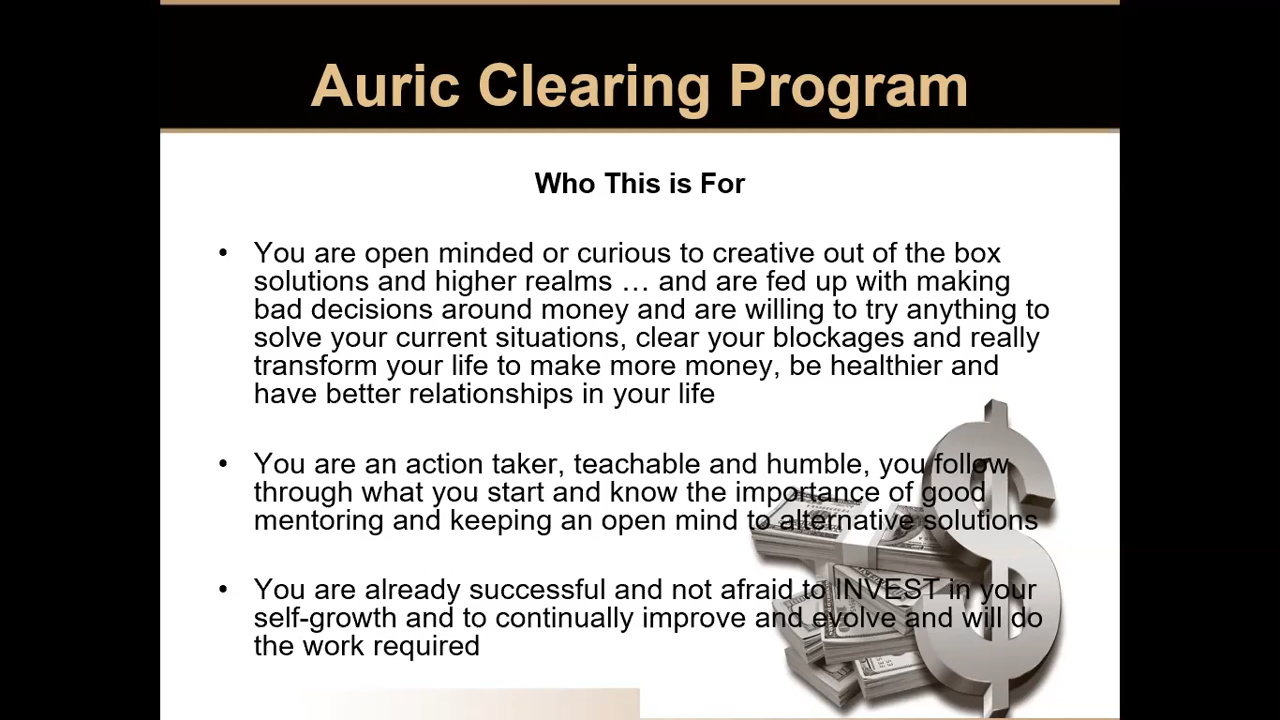 Auric Clearing Program
Who This is For
• You are open minded or curious to creative out of the box
solutions and higher realms … and are fed up with making
bad decisions around money and are willing to try anything to
solve your current situations, clear your blockages and really
transform your life to make more money, be healthier and
have better relationships in your life
• You are an action taker, teachable and humble, you follow
through what you start and know the importance of good
mentoring and keeping an open mind to alternative solutions
• You are already successful and not afraid to INVEST in your
self-growth and to continually improve and evolve and will do
the work required